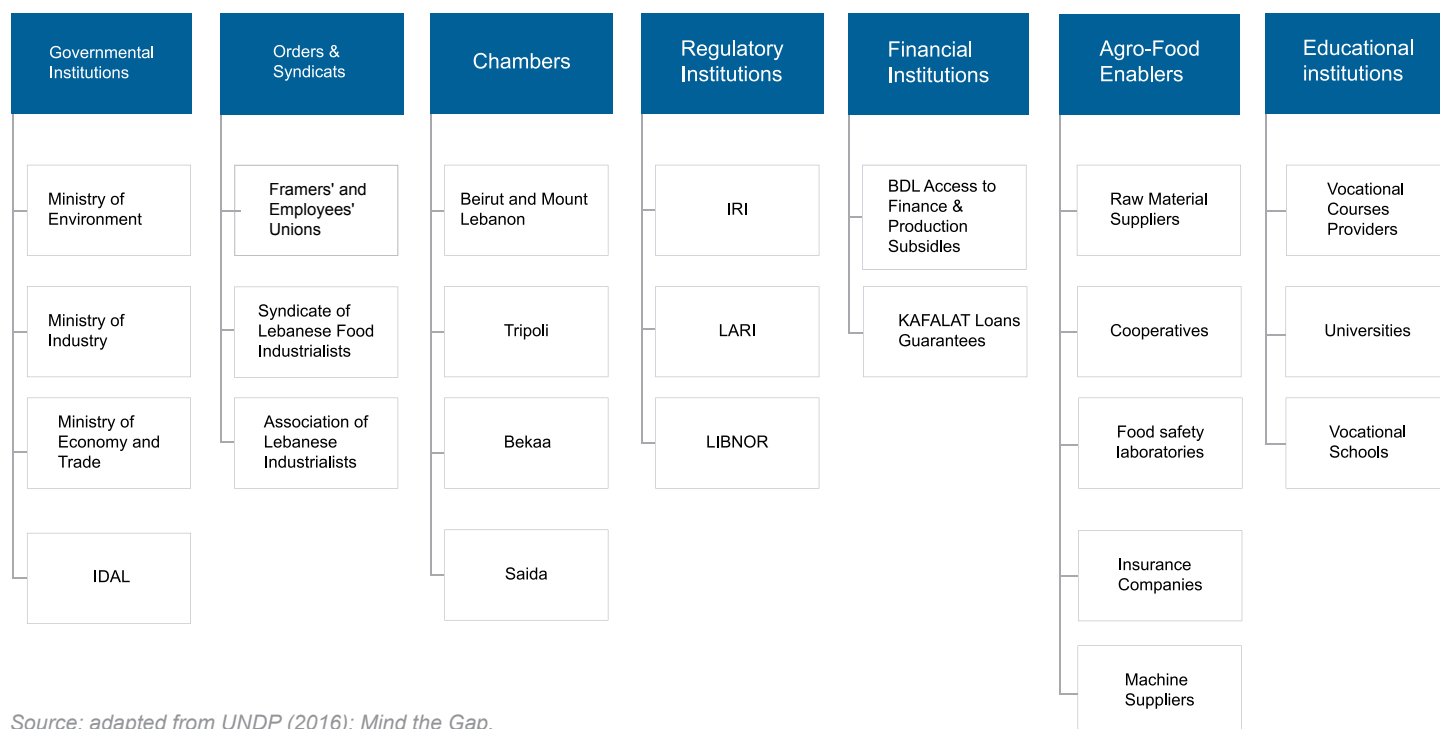 Governmental
Institutions
Ministry of
Environment
Ministry of
Industry
Ministry of
Economy and
Trade
IDAL
Orders &
Syndicats
Framers' and
Employees'
Unions
Syndicate of
Lebanese Food
Industrialists
Association of
Lebanese
Industrialists
Chambers
Beirut and Mount
Lebanon
Tripoli
Bekaa
Saida
Regulatory
Institutions
IRI
LARI
LIBNOR
Financial
Institutions
BDL Access to
Finance &
Production
Subsidles
KAFALAT Loans
Guarantees
Agro-Food
Enablers
Raw Material
Suppliers
Cooperatives
Food safety
laboratories
Insurance
Companies
Machine
Suppliers
Educational
institutions
Vocational
Courses
Providers
Universities
Vocational
Schools
Source: adapted from UNDP (2016): Mind the Gap.